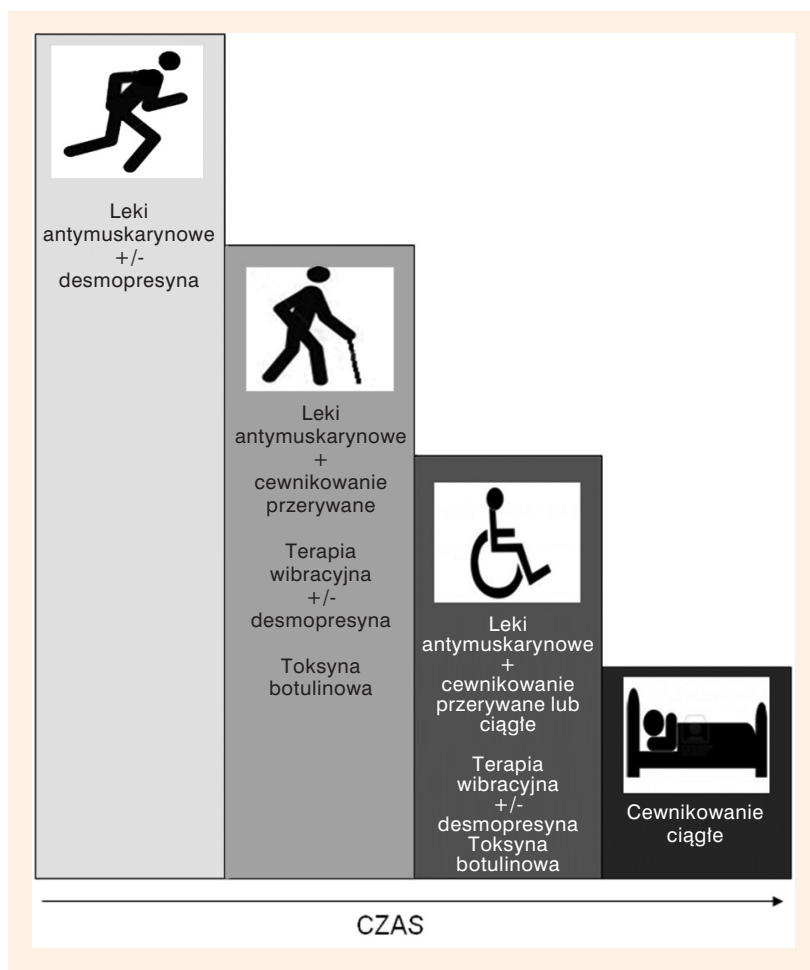 Leki
antymuskarynowe
+/-
desmopresyna
Leki
antymuskarynowe
+
cewnikowanie
przerywane
Terapia
wibracyjna
+/-
desmopresyna
Toksyna
botulinowa
Leki
antymuskarynowe
+
cewnikowanie
przerywane lub
ciągłe
Terapia
wibracyjna
+/-
desmopresyna
Toksyna
botulinowa
Cewnikowanie
ciągłe
CZAS